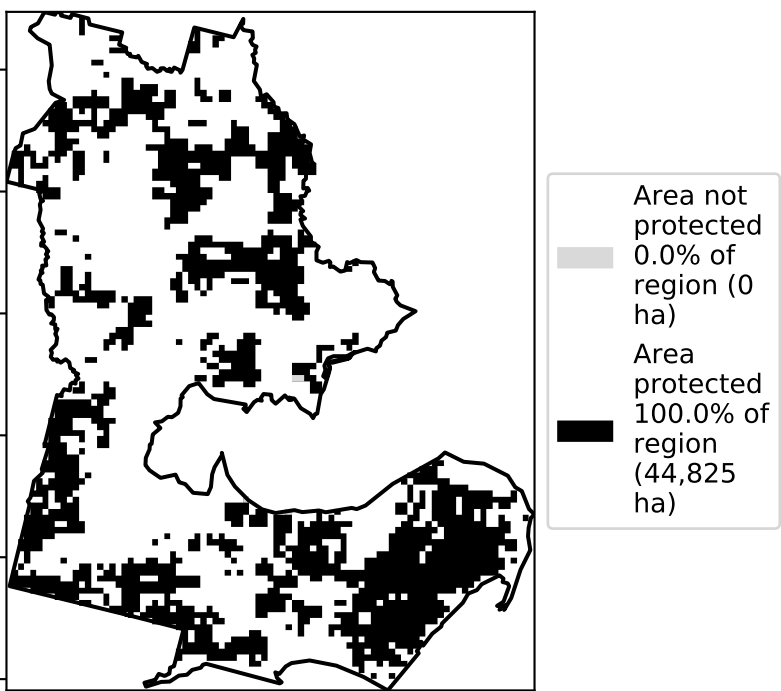 Area not
protected
0.0% of
region (0
ha)
Area
protected
100.0% of
region
(44,825
ha)